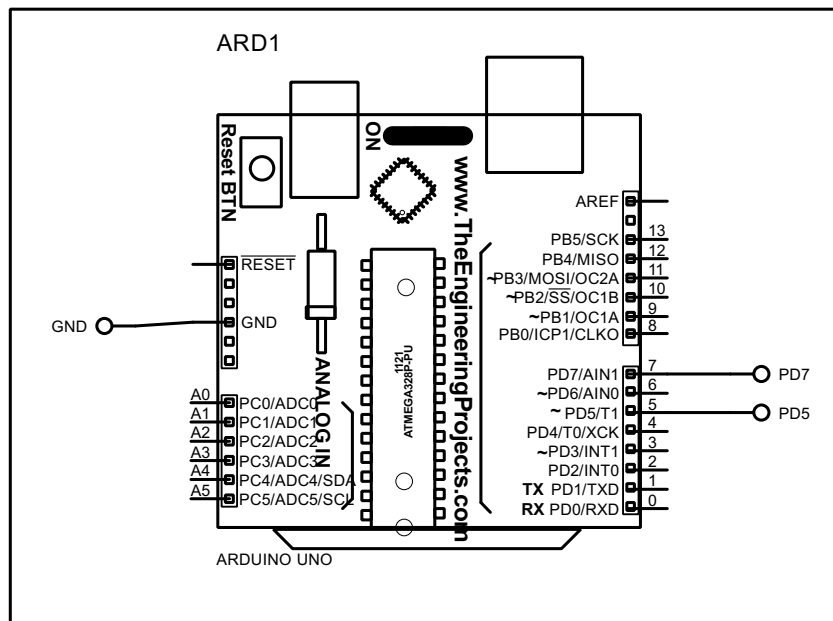 ARD1
Reset BTN
ON
www.TheEngineeringProjects.com
RESET
GND
GND
ANALOG IN
1121
ATMEGA328P-PU
A0 PC0/ADC0
A1 PC1/ADC1
A2 PC2/ADC2
A3 PC3/ADC3
A4 PC4/ADC4/SDA
A5 PC5/ADC5/SCL
AREF
PB5/SCK 13
PB4/MISO 12
~PB3/MOSI/OC2A 11
~PB2/SS/OC1B 10
~PB1/OC1A 9
PB0/ICP1/CLKO 8
PD7/AIN1 7 PD7
~PD6/AIN0 6
~ PD5/T1 5 PD5
PD4/T0/XCK 4
~PD3/INT1 3
PD2/INT0 2
TX PD1/TXD 1
RX PD0/RXD 0
ARDUINO UNO